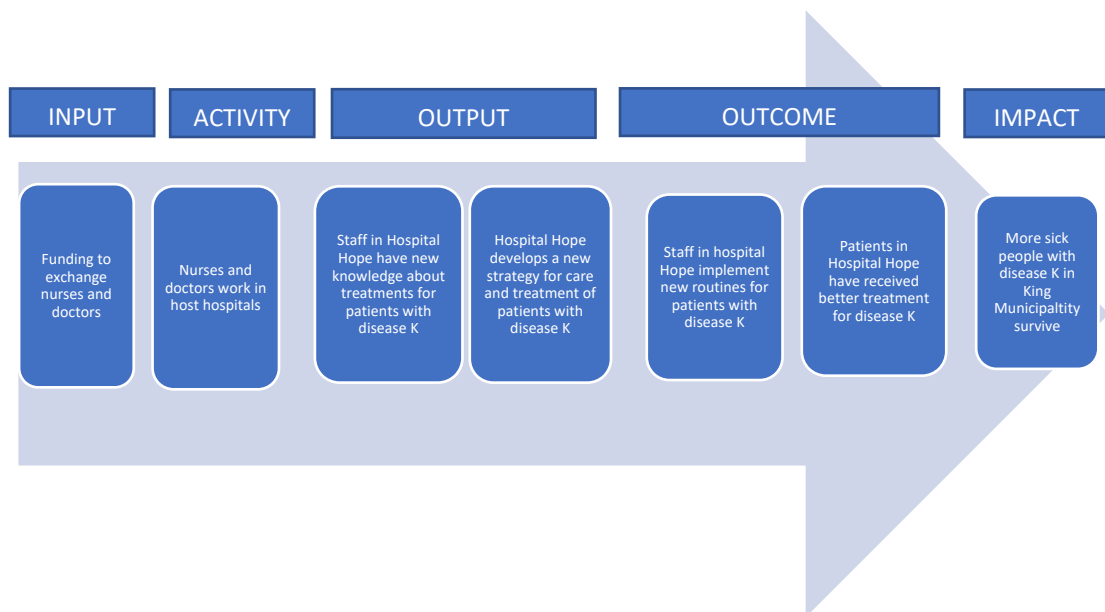 INPUT
ACTIVITY
OUTPUT
OUTCOME
IMPACT
Funding to
exchange
nurses and
doctors
Nurses and
doctors work in
host hospitals
Staff in Hospital
Hope have new
knowledge about
treatments for
patients with
disease K
Hospital Hope
develops a new
strategy for care
and treatment of
patients with
disease K
Staff in hospital
Hope implement
new routines for
patients with
disease K
Patients in
Hospital Hope
have received
better treatment
for disease K
More sick
people with
disease K in
King
Municipaltity
survive